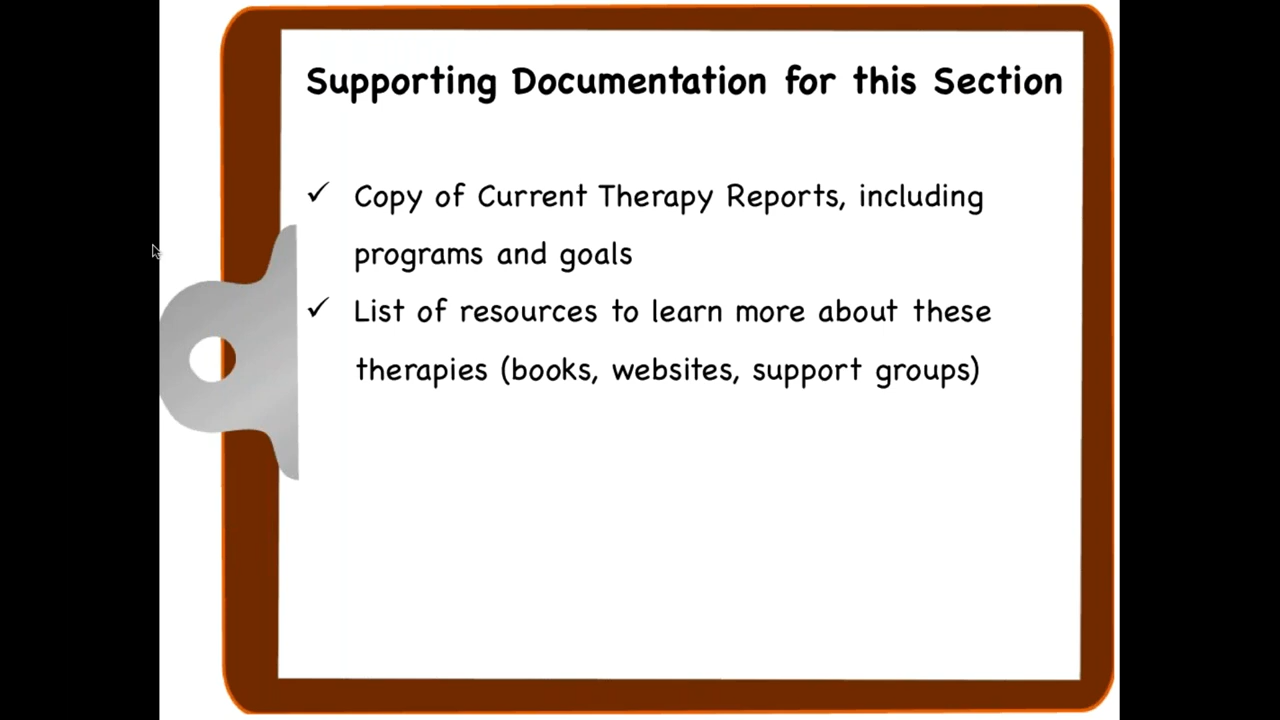 Supporting Documentation for this Section
✓ Copy of Current Therapy Reports, including
programs and goals
✓ List of resources to learn more about these
therapies (books, websites, support groups)